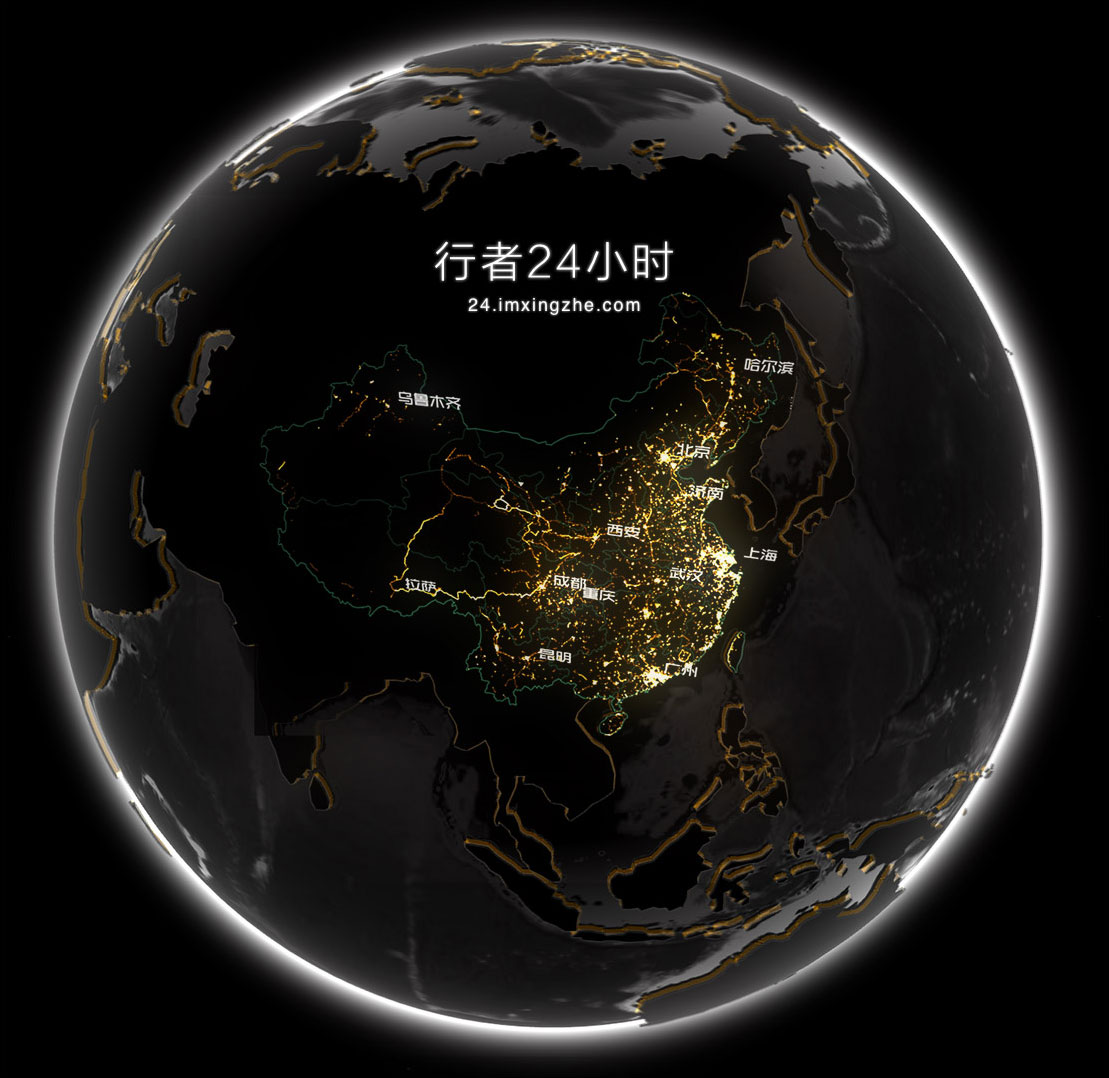 行者24小时
24.imxingzhe.com
哈尔滨
乌鲁木齐
北京
济南
西安
上海
武汉
拉萨
成都
重庆
昆明
广州